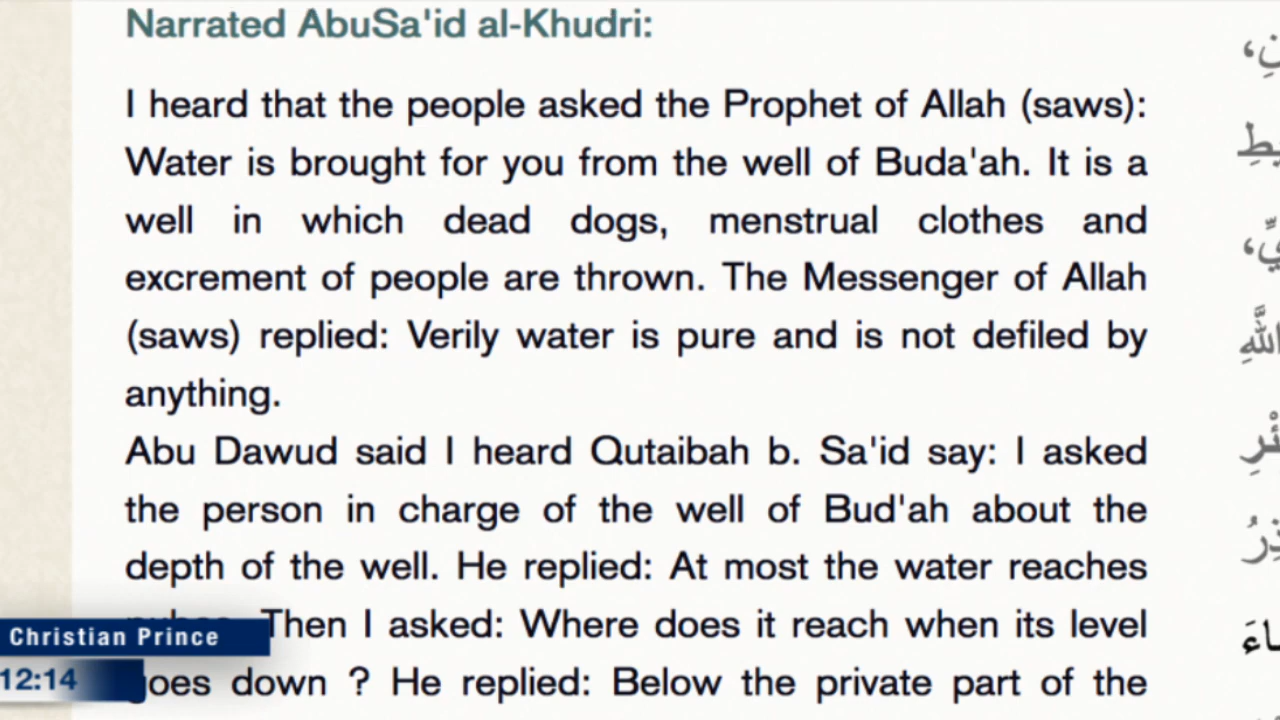 Narrated AbuSa'id al-Khudri:
I heard that the people asked the Prophet of Allah (saws):
Water is brought for you from the well of Buda'ah. It is a
well in which dead dogs, menstrual clothes and
excrement of people are thrown. The Messenger of Allah
(saws) replied: Verily water is pure and is not defiled by
anything.
Abu Dawud said I heard Qutaibah b. Sa'id say: I asked
the person in charge of the well of Bud'ah about the
depth of the well. He replied: At most the water reaches
Then I asked: Where does it reach when its level
goes down ? He replied: Below the private part of the
Christian Prince
12:14